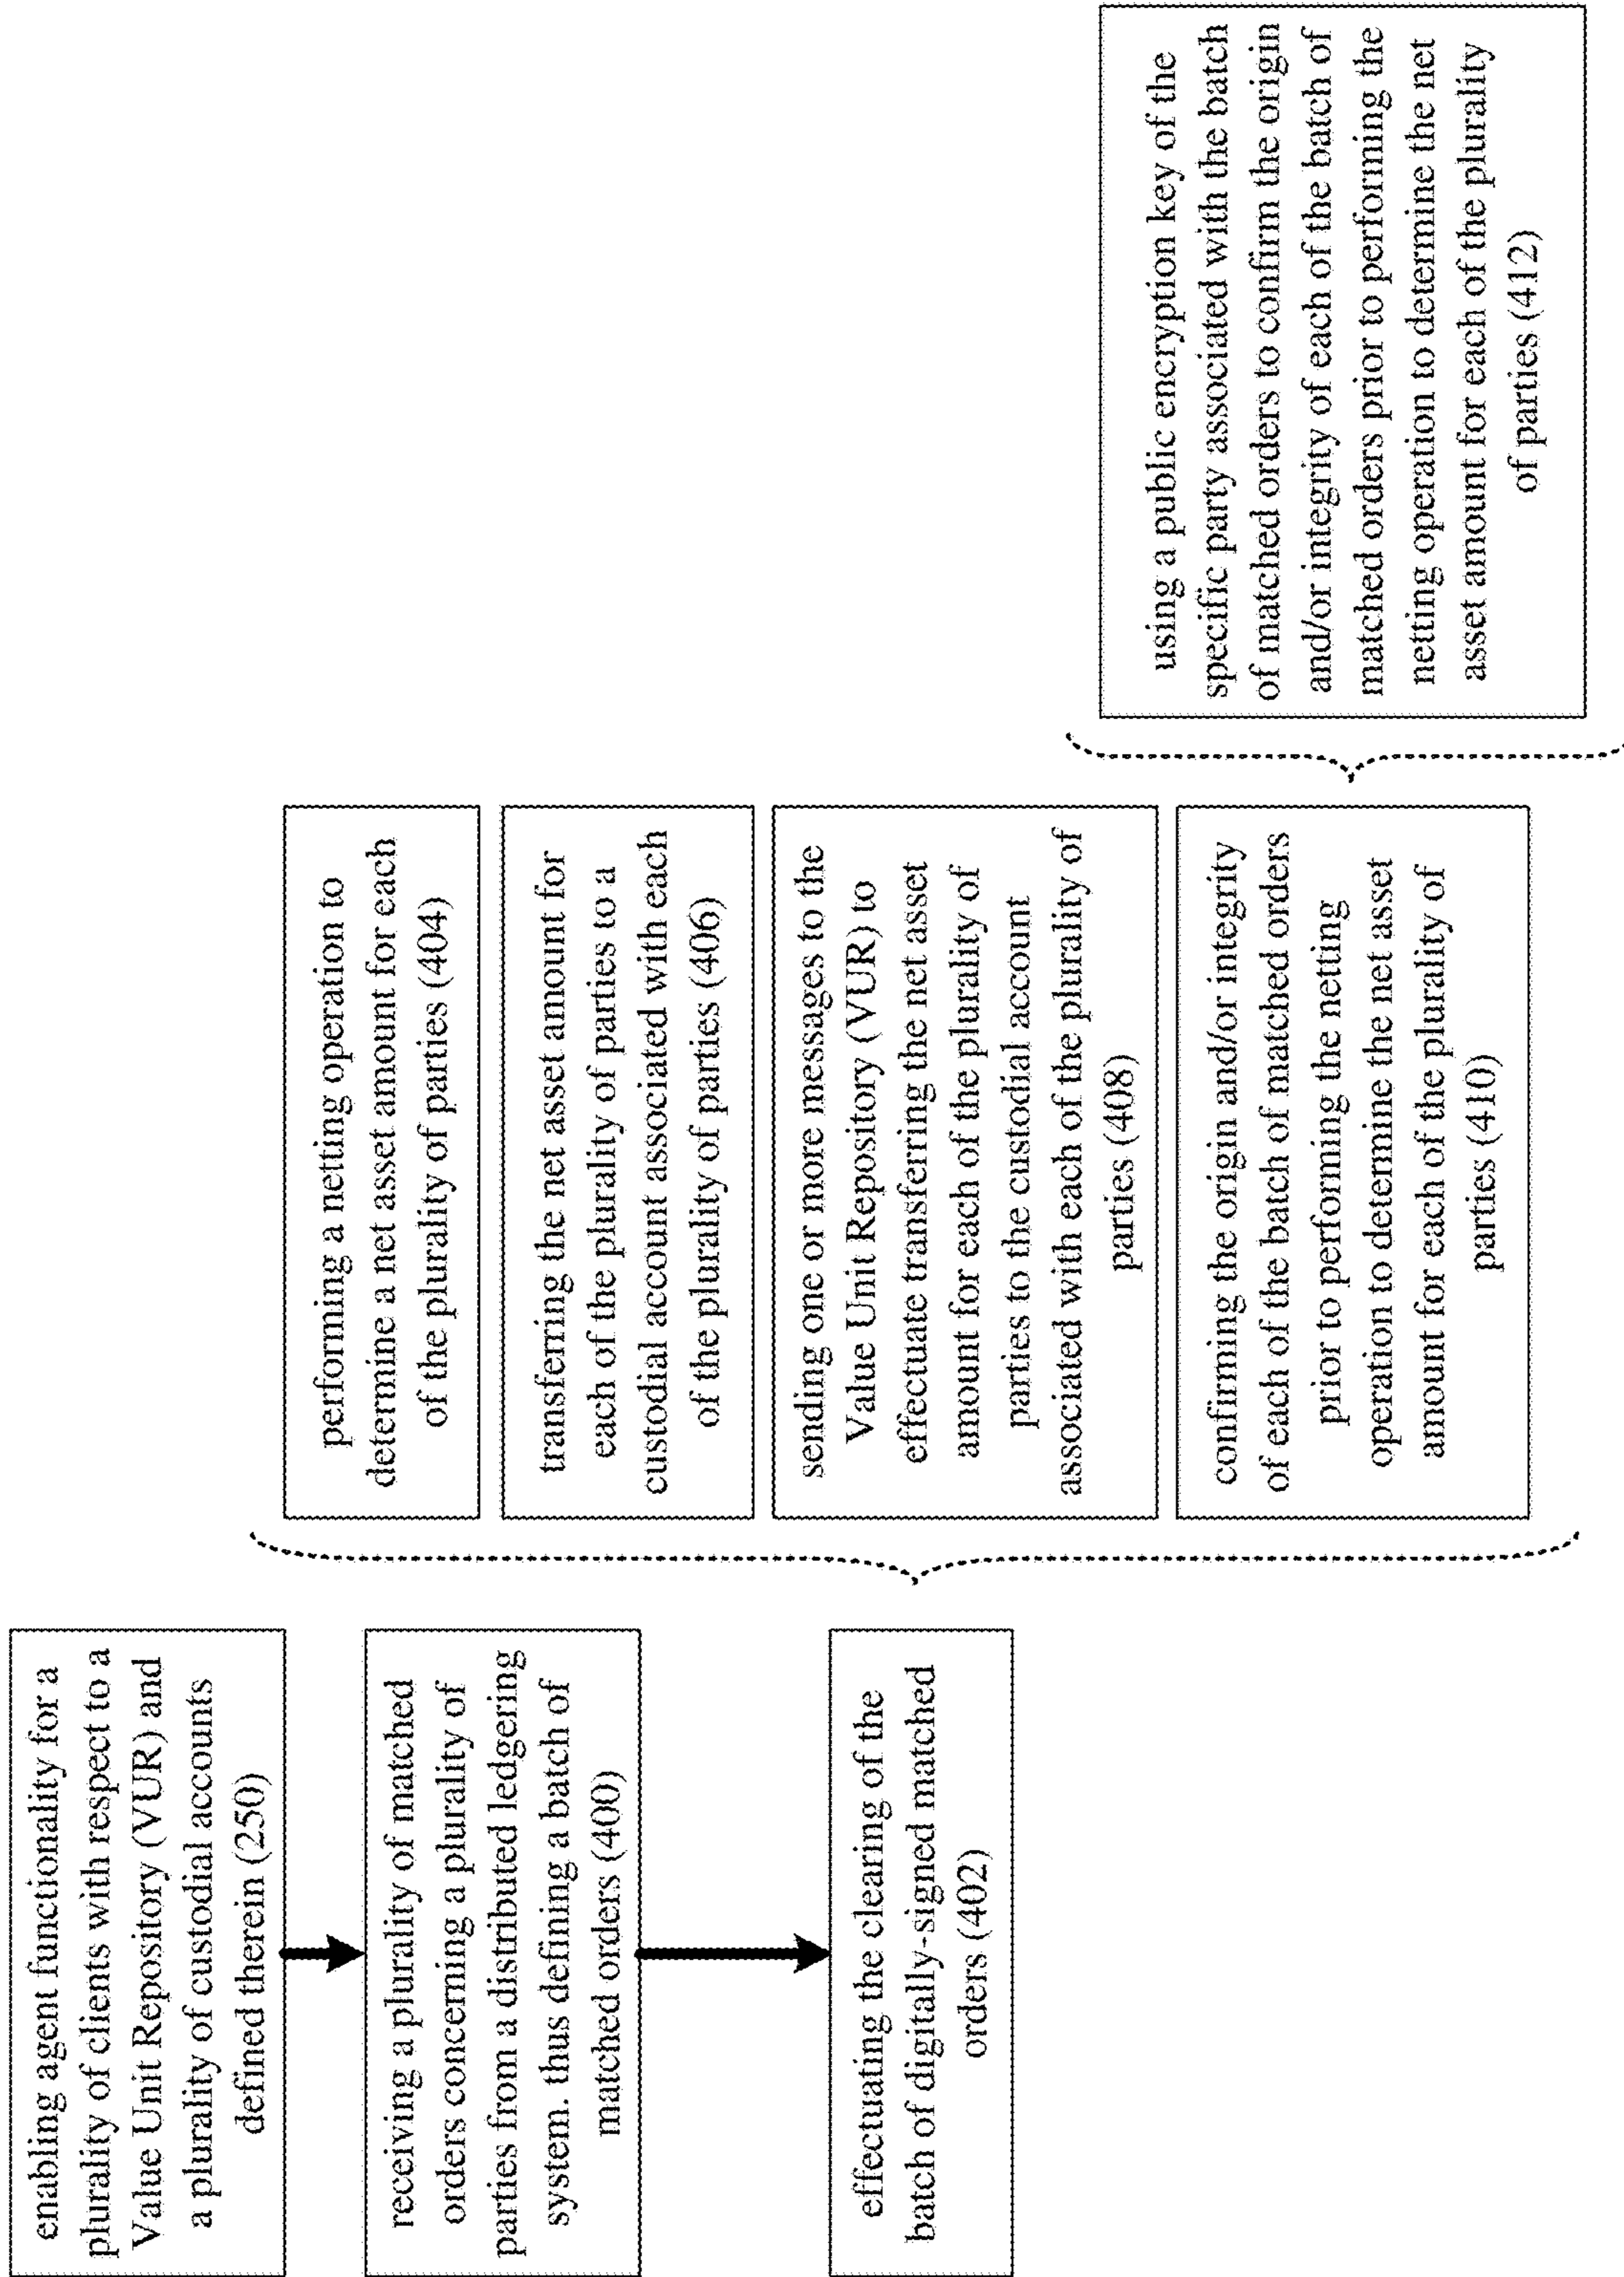 enabling agent functionality for a
plurality of clients with respect to a
Value Unit Repository (VUR) and
a plurality of custodial accounts
defined therein (250)
receiving a plurality of matched
orders concerning a plurality of
parties from a distributed ledgering
system. thus defining a batch of
matched orders (400)
effectuating the clearing of the
batch of digitally-signed matched
orders (402)
performing a netting operation to
determine a net asset amount for each
of the plurality of parties (404)
transferring the net asset amount for
each of the plurality of parties to a
custodial account associated with each
of the plurality of parties (406)
sending one or more messages to the
Value Unit Repository (VUR) to
effectuate transferring the net asset
amount for each of the plurality of
parties to the custodial account
associated with each of the plurality of
parties (408)
confirming the origin and/or integrity
of each of the batch of matched orders
prior to performing the netting
operation to determine the net asset
amount for each of the plurality of
parties (410)
using a public encryption key of the
specific party associated with the batch
of matched orders to confirm the origin
and/or integrity of each of the batch of
matched orders prior to performing the
netting operation to determine the net
asset amount for each of the plurality
of parties (412)